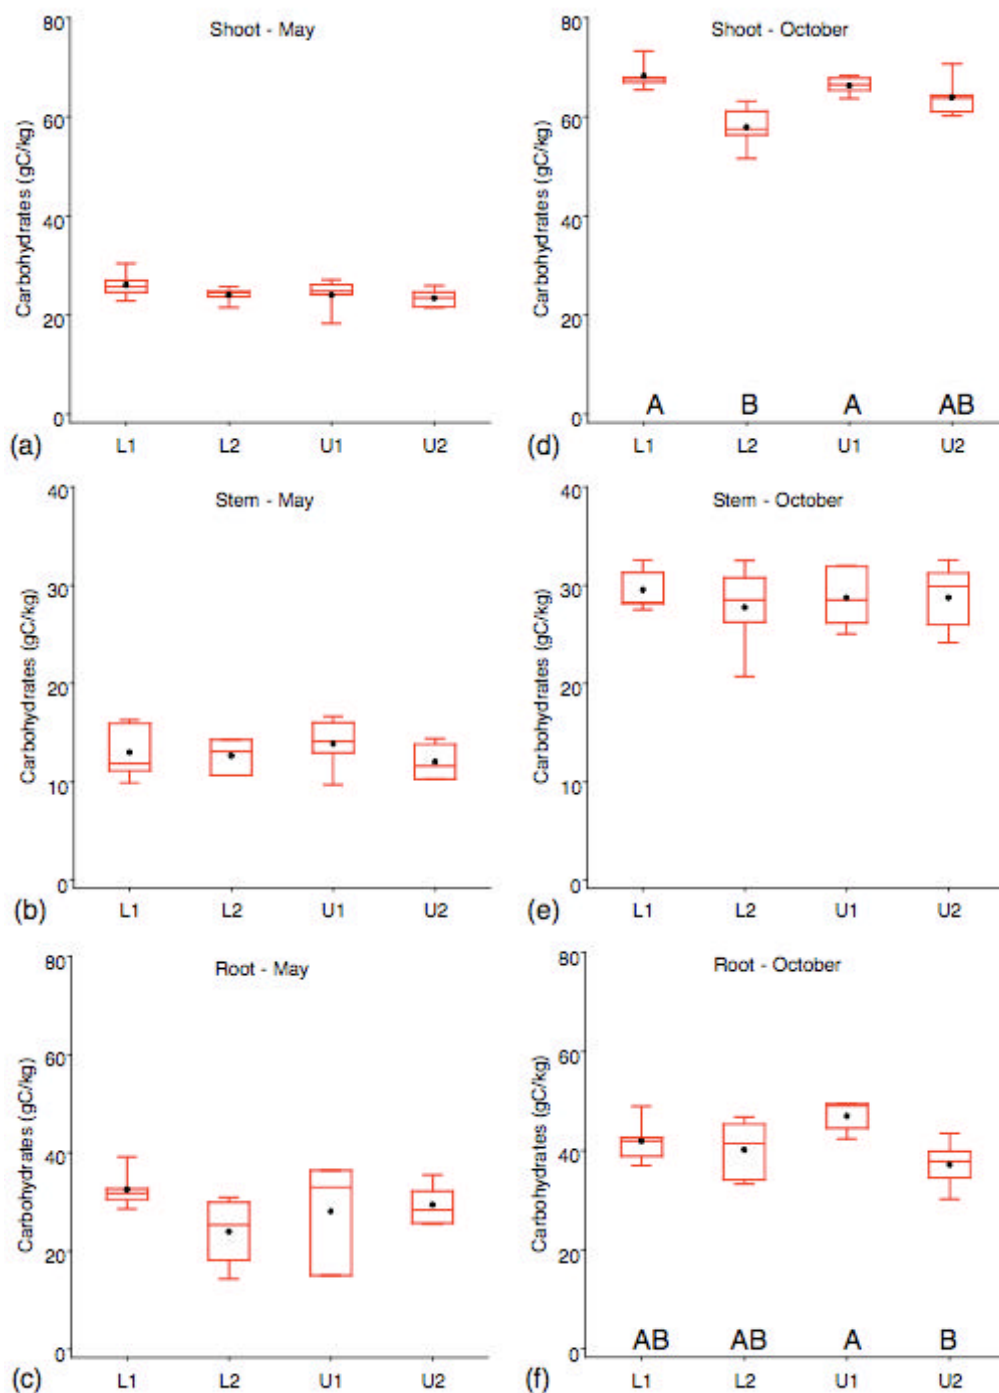 Shoot - May
Carbohydrates (gC/kg)
80
60
40
20
0
(a)
L1 L2 U1 U2
Shoot - October
Carbohydrates (gC/kg)
80
60
40
20
0
A B A AB
(d)
L1 L2 U1 U2
Stem - May
Carbohydrates (gC/kg)
40
30
20
10
0
(b)
L1 L2 U1 U2
Stem - October
Carbohydrates (gC/kg)
40
30
20
10
0
(e)
L1 L2 U1 U2
Root - May
Carbohydrates (gC/kg)
80
60
40
20
0
(c)
L1 L2 U1 U2
Root - October
Carbohydrates (gC/kg)
80
60
40
20
0
AB AB A B
(f)
L1 L2 U1 U2